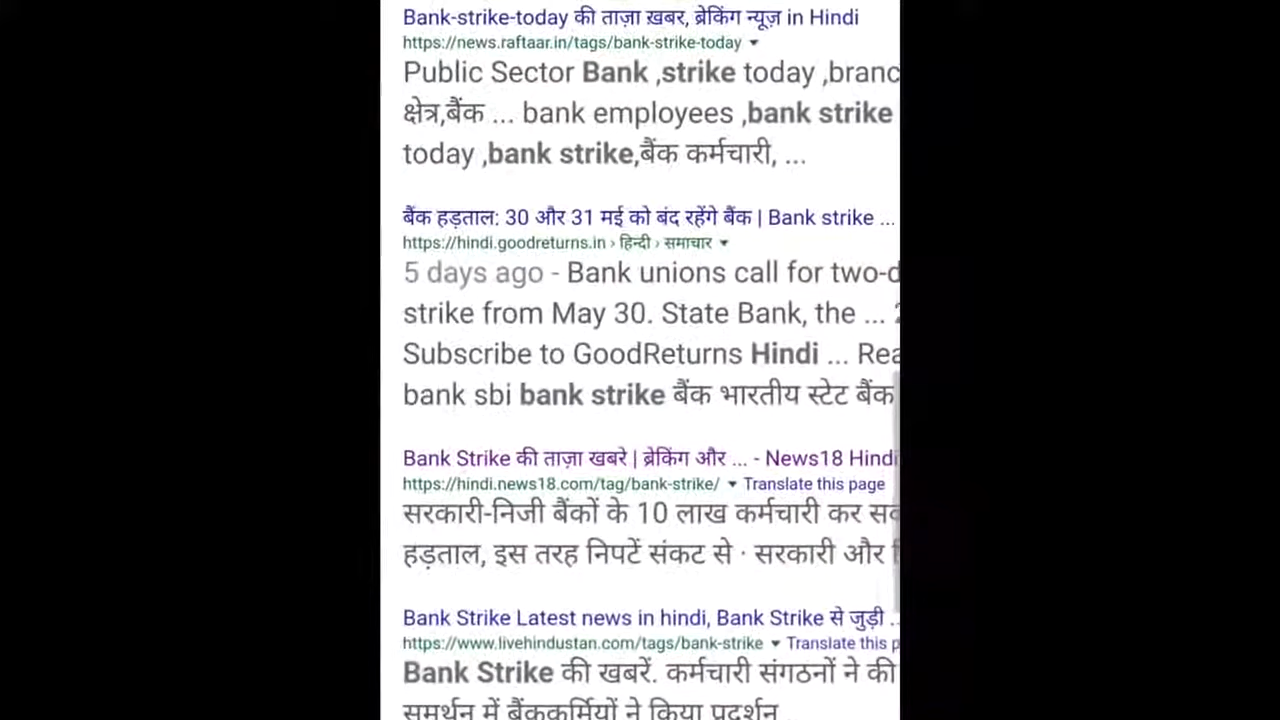 Bank-strike-today की ताज़ा ख़बर, ब्रेकिंग न्यूज़ in Hindi
https://news.raftaar.in/tags/bank-strike-today
Public Sector Bank ,strike today ,branc
क्षेत्र,बैंक ... bank employees ,bank strike
today ,bank strike,बैंक कर्मचारी, ...
बैंक हड़ताल: 30 और 31 मई को बंद रहेंगे बैंक | Bank strike ...
https://hindi.goodreturns.in › हिन्दी › समाचार
5 days ago - Bank unions call for two-d
strike from May 30. State Bank, the ...
Subscribe to GoodReturns Hindi ... Rea
bank sbi bank strike बैंक भारतीय स्टेट बैंक
Bank Strike की ताज़ा खबरे | ब्रेकिंग और ... - News18 Hindi
https://hindi.news18.com/tag/bank-strike/ Translate this page
सरकारी-निजी बैंकों के 10 लाख कर्मचारी कर सक
हड़ताल, इस तरह निपटें संकट से · सरकारी और
Bank Strike Latest news in hindi, Bank Strike से जुड़ी ..
https://www.livehindustan.com/tags/bank-strike Translate this p
Bank Strike की खबरें. कर्मचारी संगठनों ने की
समर्थन में बैंककर्मियों ने किया प्रदर्शन